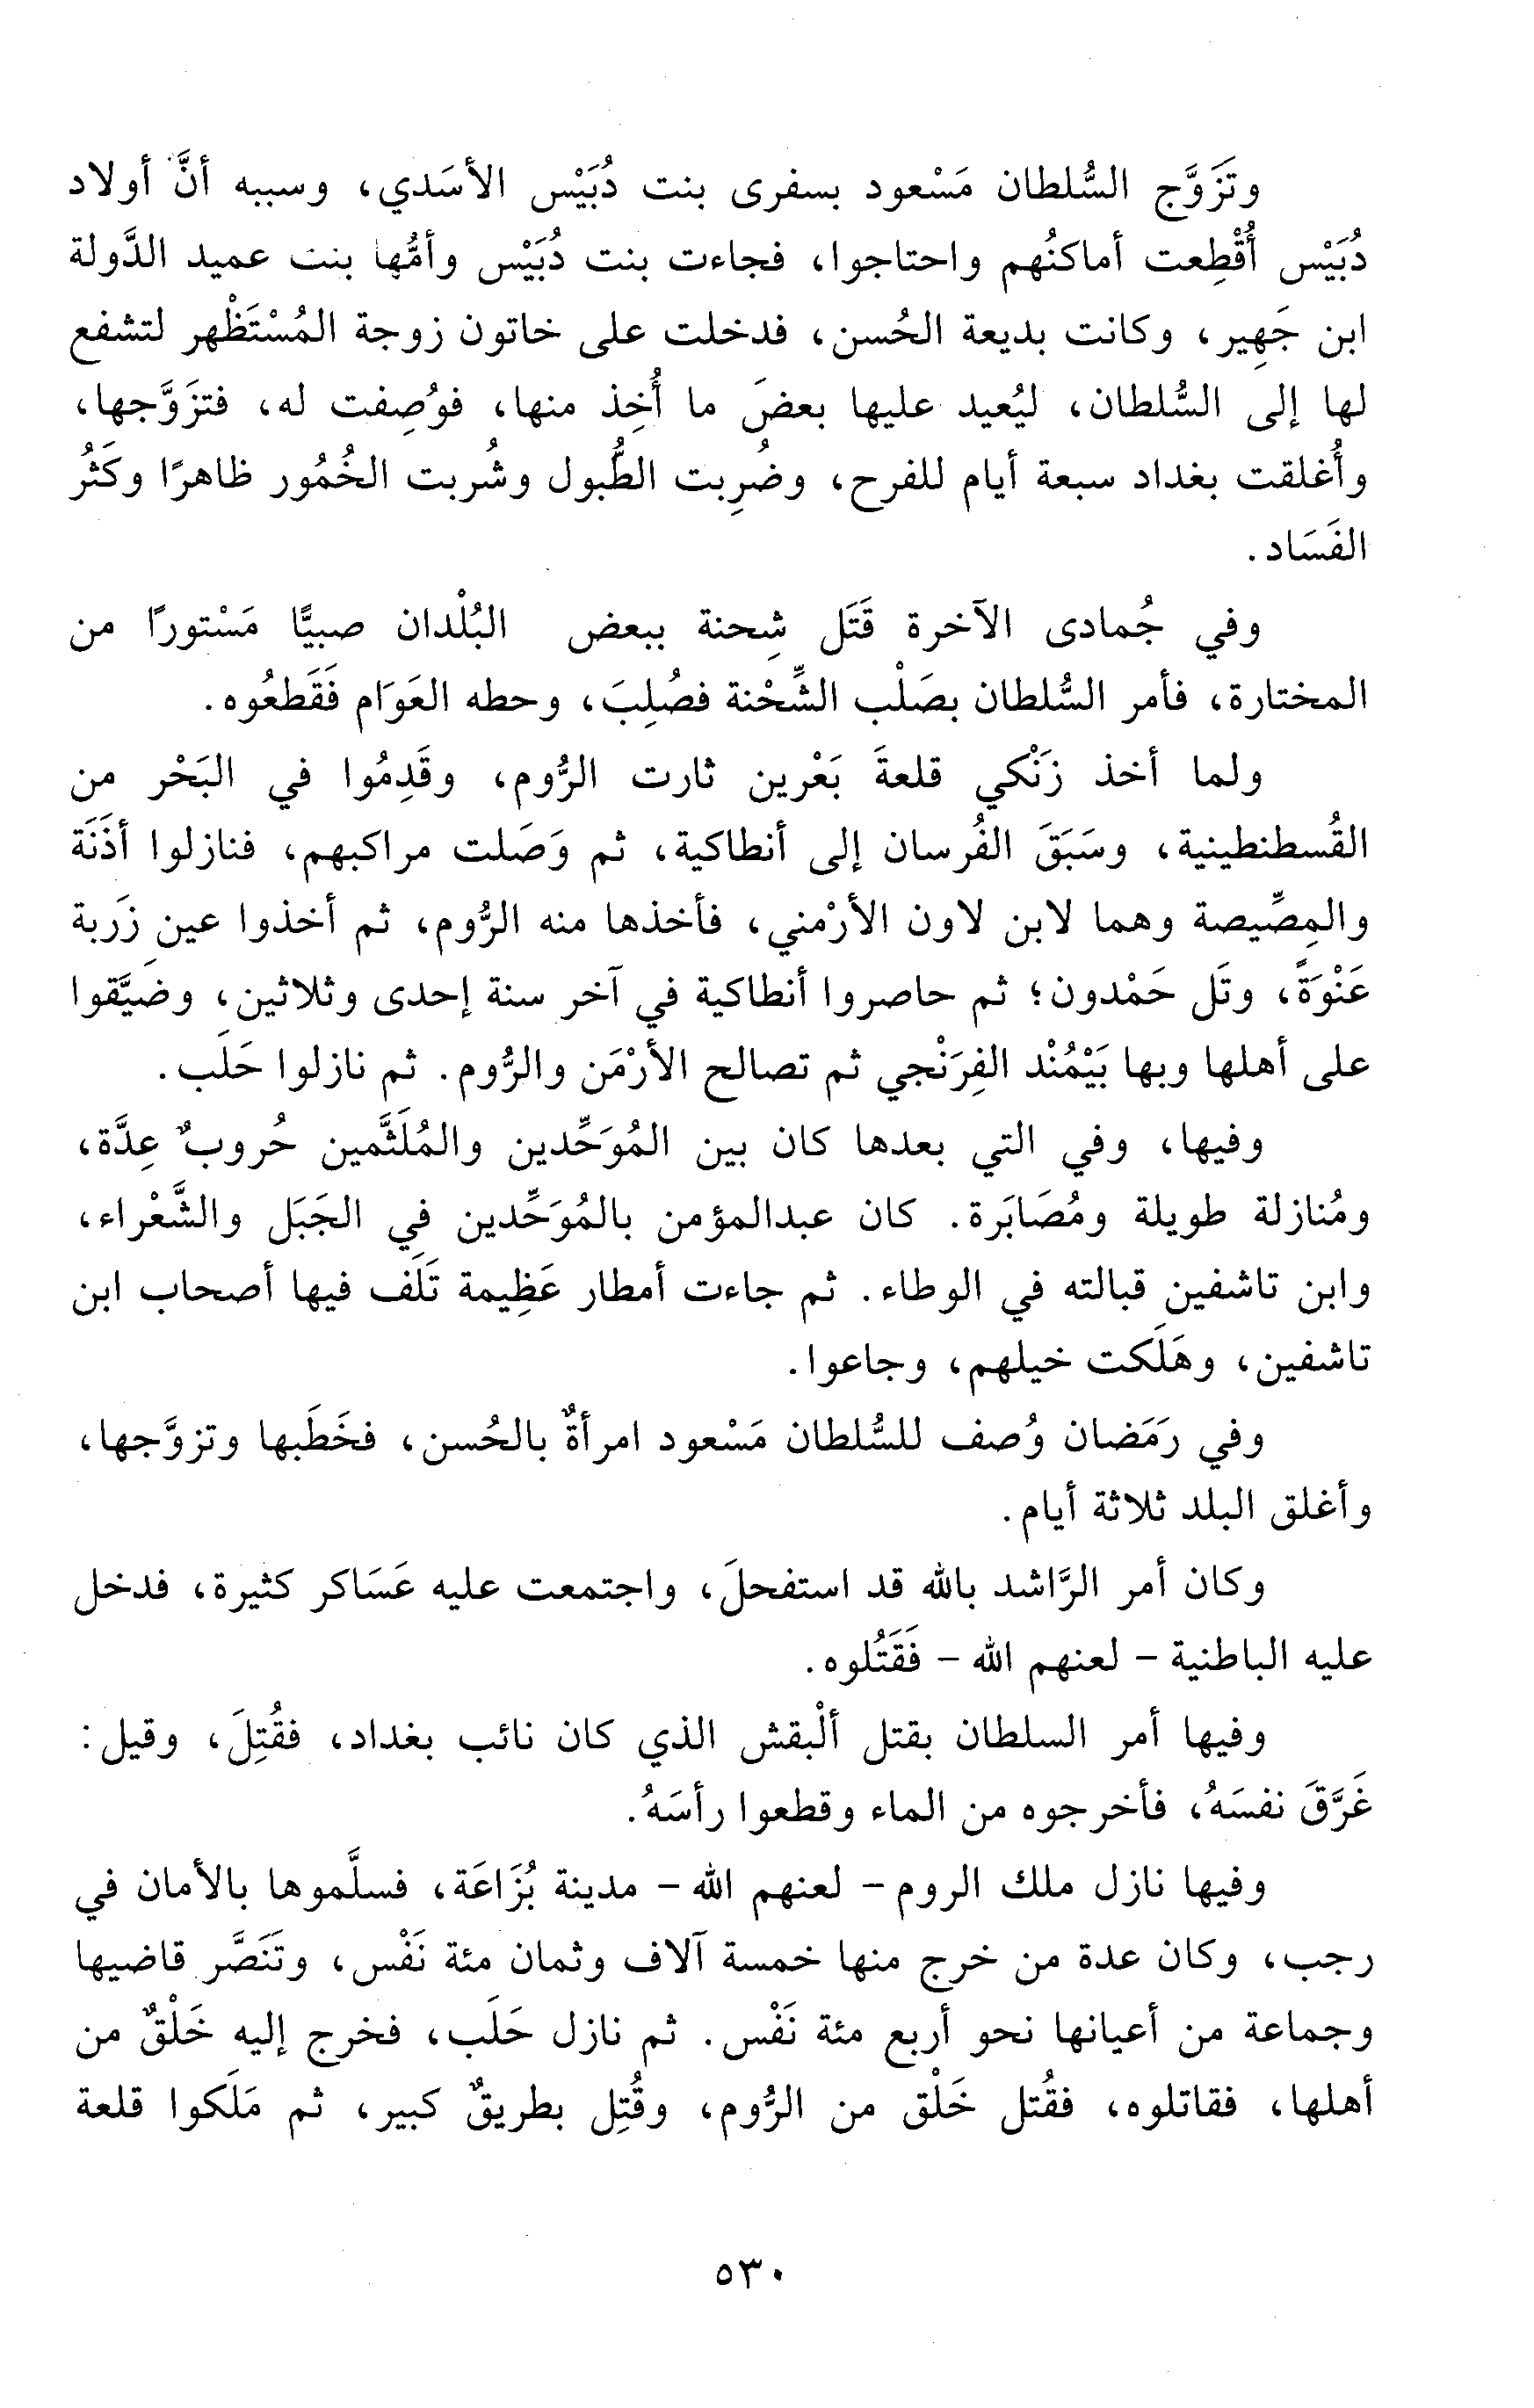 وتَزَوَّج السُّلطان مَسْعود بسفرى بنت دُبَيْس الأسَدي، وسببه أنَّ أولاد
دُبَيْس أُقْطِعت أماكنُهم واحتاجوا، فجاءت بنت دُبَيْس وأمُّها بنت عميد الدَّولة
ابن جَهِير، وكانت بديعة الحُسن، فدخلت على خاتون زوجة المُسْتَظْهر لتشفع
لها إلى السُّلطان، ليُعيد عليها بعضَ ما أُخِذ منها، فوُصِفت له، فتزَوَّجها،
وأُغلقت بغداد سبعة أيام للفرح، وضُرِبت الطُّبول وشُربت الخُمُور ظاهرًا وكَثُر
الفَسَاد.
وفي جُمادى الآخرة قَتَل شِحنة ببعض البُلْدان صبيًّا مَسْتورًا من
المختارة، فأمر السُّلطان بصَلْب الشِّحْنة فصُلِبَ، وحطه العَوَام فَقَطعُوه.
ولما أخذ زَنْكي قلعةَ بَعْرين ثارت الرُّوم، وقَدِمُوا في البَحْر من
القُسطنطينية، وسَبَقَ الفُرسان إلى أنطاكية، ثم وَصَلت مراكبهم، فنازلوا أذَنَة
والمِصِّيصة وهما لابن لاون الأرْمني، فأخذها منه الرُّوم، ثم أخذوا عين زَربة
عَنْوَةً، وتَل حَمْدون؛ ثم حاصروا أنطاكية في آخر سنة إحدى وثلاثين، وضَيَّقوا
على أهلها وبها بَيْمُنْد الفِرَنْجي ثم تصالح الأرْمَن والرُّوم. ثم نازلوا حَلَب.
وفيها، وفي التي بعدها كان بين المُوَحِّدين والمُلَثَّمين حُروبٌ عِدَّة،
ومُنازلة طويلة ومُصَابَرة. كان عبدالمؤمن بالمُوَحِّدين فِي الجَبَل والشَّعْراء،
وابن تاشفين قبالته في الوطاء. ثم جاءت أمطار عَظِيمة تَلَف فيها أصحاب ابن
تاشفين، وهَلَكت خيلهم، وجاعوا.
وفي رَمَضان وُصف للسُّلطان مَسْعود امرأةٌ بالحُسن، فخَطَبها وتزوَّجها،
وأغلق البلد ثلاثة أيام.
وكان أمر الرَّاشد بالله قد استفحلَ، واجتمعت عليه عَسَاكر كثيرة، فدخل
عليه الباطنية - لعنهم الله - فَقَتُلوه.
وفيها أمر السلطان بقتل ألْبقش الذي كان نائب بغداد، فقُتِلَ، وقيل:
غَرَّقَ نفسَهُ، فأخرجوه من الماء وقطعوا رأسَهُ.
وفيها نازل ملك الروم - لعنهم الله - مدينة بُزَاعَة، فسلَّموها بالأمان في
رجب، وكان عدة من خرج منها خمسة آلاف وثمان مئة نَفْس، وتَنَصَّر قاضيها
وجماعة من أعيانها نحو أربع مئة نَفْس. ثم نازل حَلَب، فخرج إليه خَلْقٌ من
أهلها، فقاتلوه، فقُتل خَلْق من الرُّوم، وقُتِل بطريقٌ كبير، ثم مَلَكوا قلعة
٥٣٠